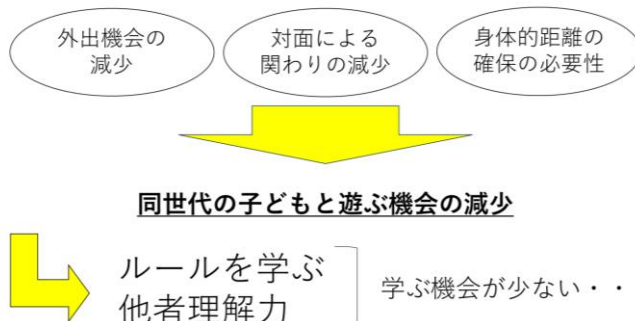 外出機会の
減少
対面による
関わりの減少
身体的距離の
確保の必要性
同世代の子どもと遊ぶ機会の減少
ルールを学ぶ
他者理解力
学ぶ機会が少ない・・